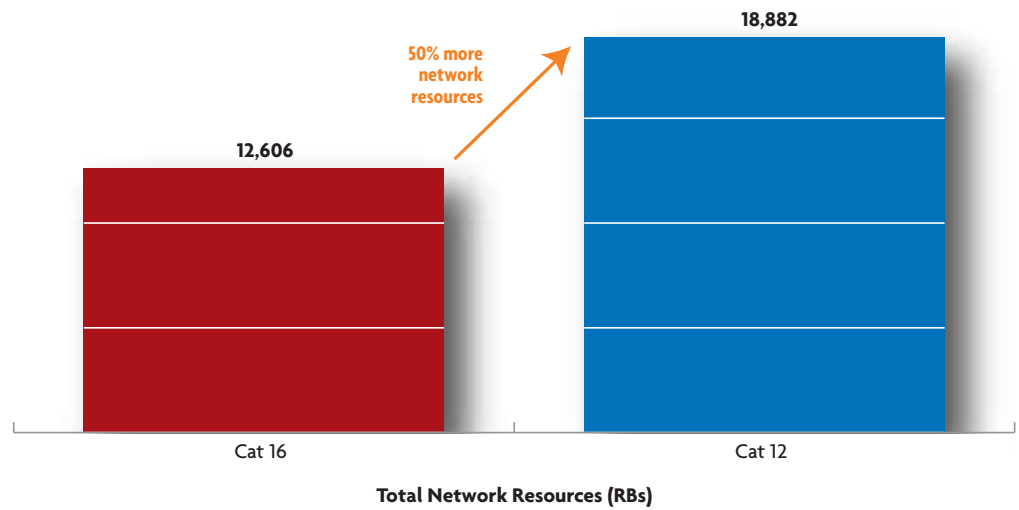 18,882
50% more
network
resources
12,606
Cat 16
Cat 12
Total Network Resources (RBs)